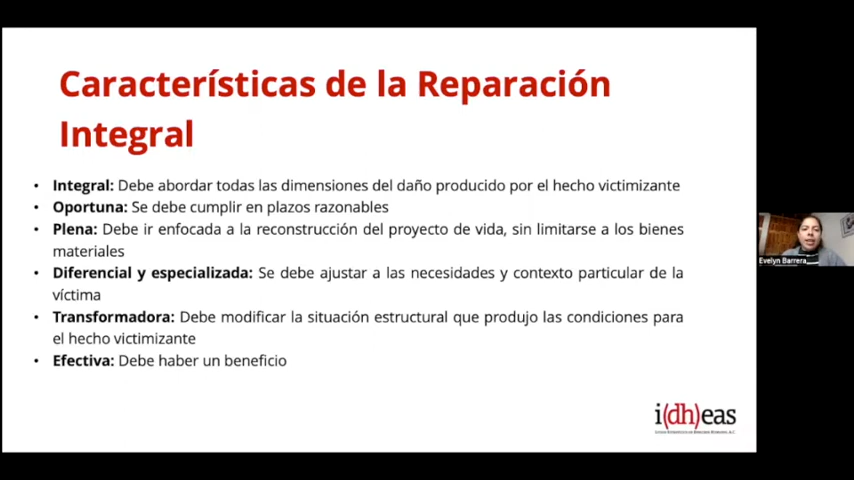 Características de la Reparación
Integral
• Integral: Debe abordar todas las dimensiones del daño producido por el hecho victimizante
• Oportuna: Se debe cumplir en plazos razonables
• Plena: Debe ir enfocada a la reconstrucción del proyecto de vida, sin limitarse a los bienes
materiales
• Diferencial y especializada: Se debe ajustar a las necesidades y contexto particular de la
víctima
• Transformadora: Debe modificar la situación estructural que produjo las condiciones para
el hecho victimizante
• Efectiva: Debe haber un beneficio
i(dh)eas
Evelyn Barrera